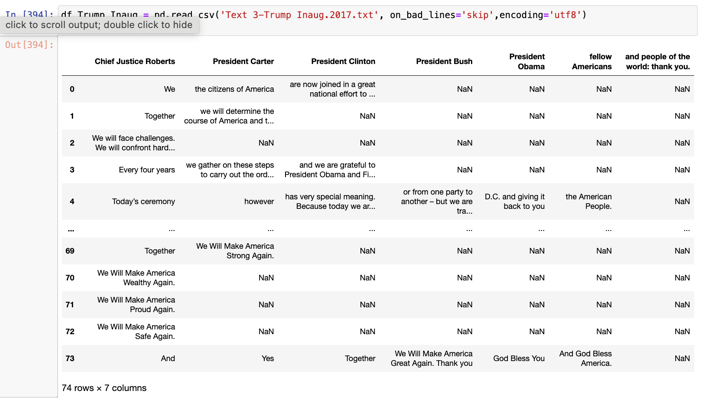 In [394]: df_Trump_Inaug = pd.read_csv('Text 3-Trump Inaug.2017.txt', on_bad_lines='skip',encoding='utf8')
click to scroll output; double click to hide
Out[394]:
Chief Justice Roberts President Carter President Clinton President Bush President Obama fellow Americans and people of the world: thank you.
0 We the citizens of America are now joined in a great national effort to ... NaN NaN NaN NaN
1 Together we will determine the course of America and t... NaN NaN NaN NaN NaN
2 We will face challenges. We will confront hard... NaN NaN NaN NaN NaN NaN
3 Every four years we gather on these steps to carry out the ord... and we are grateful to President Obama and Fi... NaN NaN NaN NaN
4 Today's ceremony however has very special meaning. Because today we ar... or from one party to another – but we are tra... D.C. and giving it back to you the American People. NaN
... ... ... ... ... ... ... ...
69 Together We Will Make America Strong Again. NaN NaN NaN NaN NaN
70 We Will Make America Wealthy Again. NaN NaN NaN NaN NaN NaN
71 We Will Make America Proud Again. NaN NaN NaN NaN NaN NaN
72 We Will Make America Safe Again. NaN NaN NaN NaN NaN NaN
73 And Yes Together We Will Make America Great Again. Thank you God Bless You And God Bless America. NaN
74 rows × 7 columns